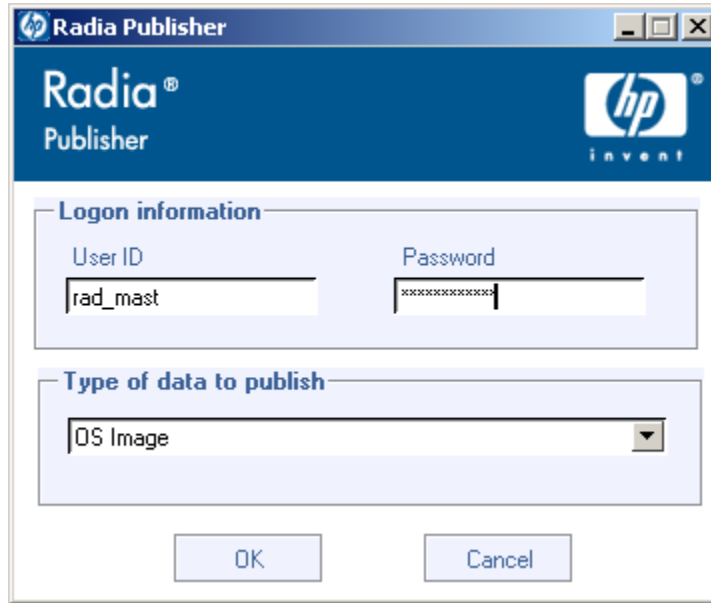 Radia Publisher
Radia®
Publisher
hp®
invent
Logon information
User ID
Password
rad_mast
************
Type of data to publish
OS Image
OK
Cancel